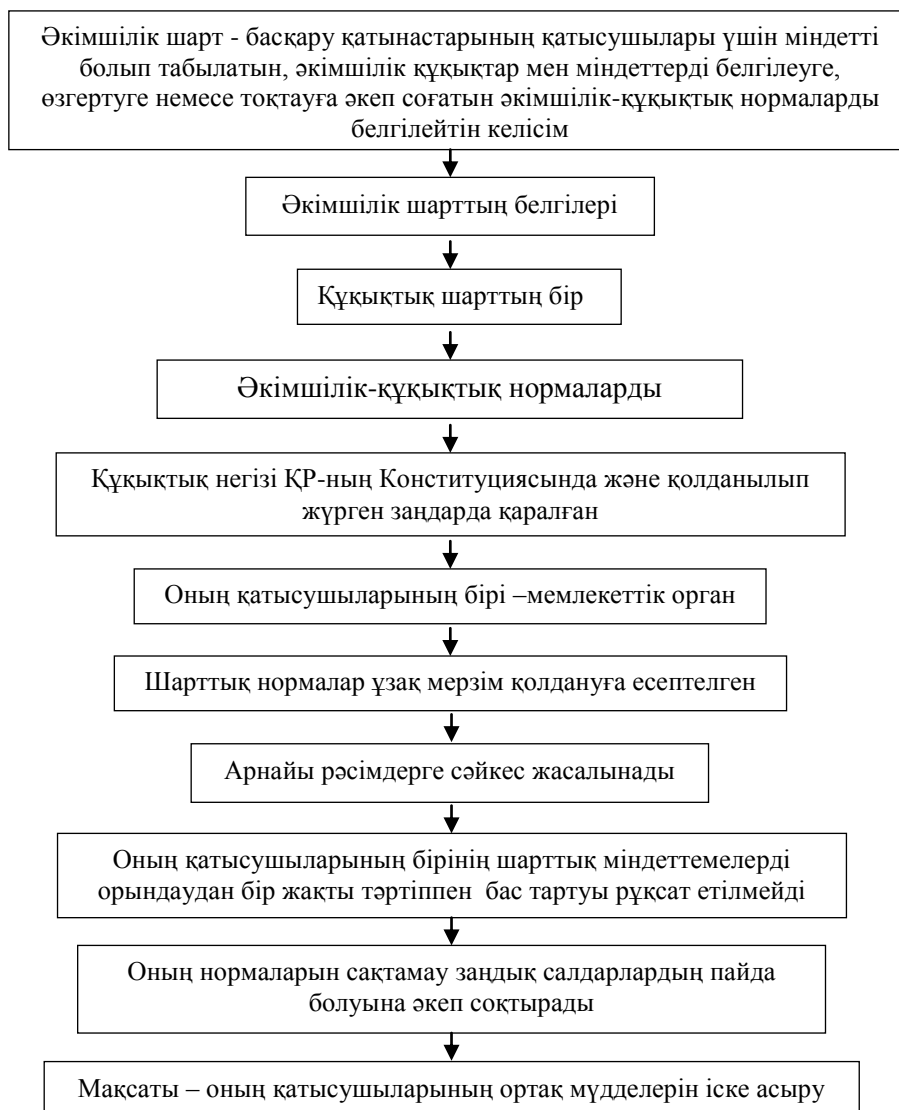 Әкімшілік шарт - басқару қатынастарының қатысушылары үшін міндетті
болып табылатын, әкімшілік құқықтар мен міндеттерді белгілеуге,
өзгертуге немесе тоқтауға әкеп соғатын әкімшілік-құқықтық нормаларды
белгілейтін келісім
Әкімшілік шарттың белгілері
Құқықтық шарттың бір
Әкімшілік-құқықтық нормаларды
Құқықтық негізі ҚР-ның Конституциясында және қолданылып
жүрген заңдарда қаралған
Оның қатысушыларының бірі –мемлекеттік орган
Шарттық нормалар ұзақ мерзім қолдануға есептелген
Арнайы рәсімдерге сәйкес жасалынады
Оның қатысушыларының бірінің шарттық міндеттемелерді
орындаудан бір жақты тәртіппен бас тартуы рұқсат етілмейді
Оның нормаларын сақтамау заңдық салдарлардың пайда
болуына әкеп соқтырады
Мақсаты – оның қатысушыларының ортақ мүдделерін іске асыру